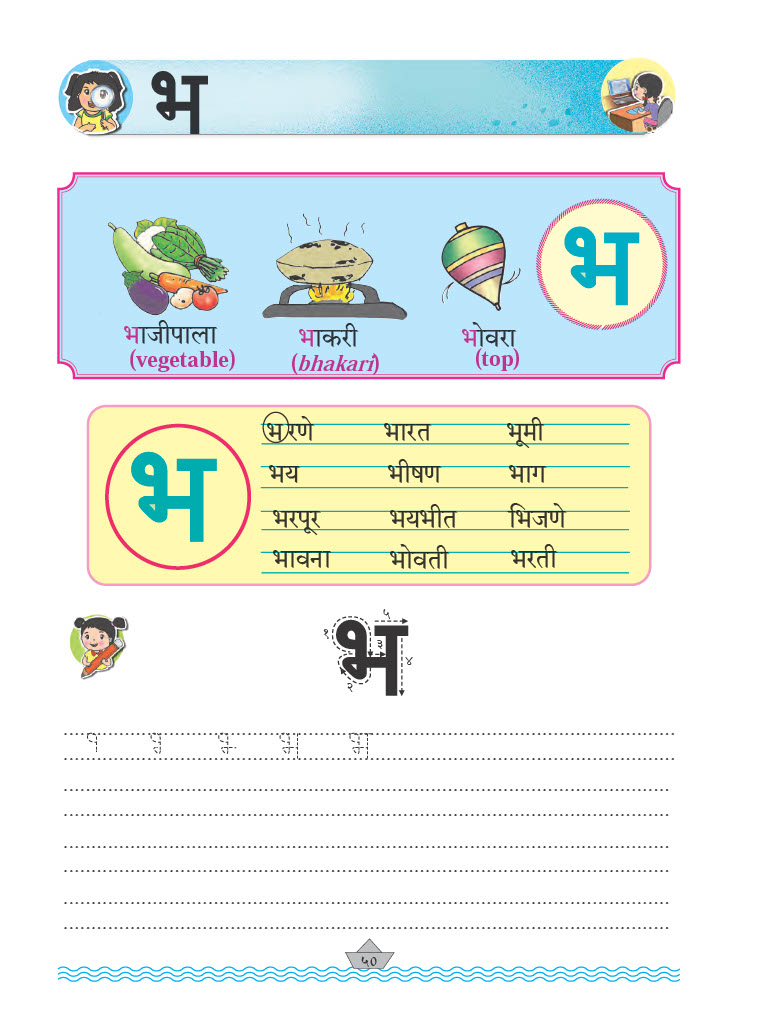 भ
भ
भाजीपाला भाकरी भोवरा
(vegetable) (bhakari) (top)
भ
भरणे भारत भूमी
भय भीषण भाग
भरपूर भयभीत भिजणे
भावना भोवती भरती
भ
१ २ ३ ४ ५
५०